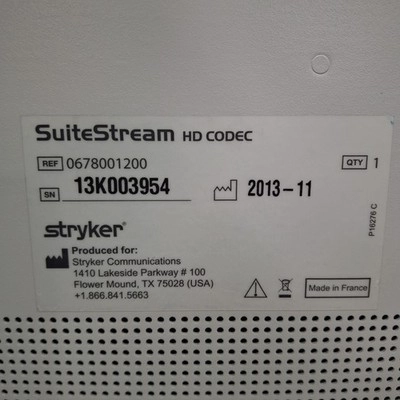 SuiteStream HD CODEC
REF 0678001200 QTY 1
SN 13K003954 2013-11
stryker®
Produced for:
Stryker Communications
1410 Lakeside Parkway # 100
Flower Mound, TX 75028 (USA)
+1.866.841.5663
Made in France
P16276 C